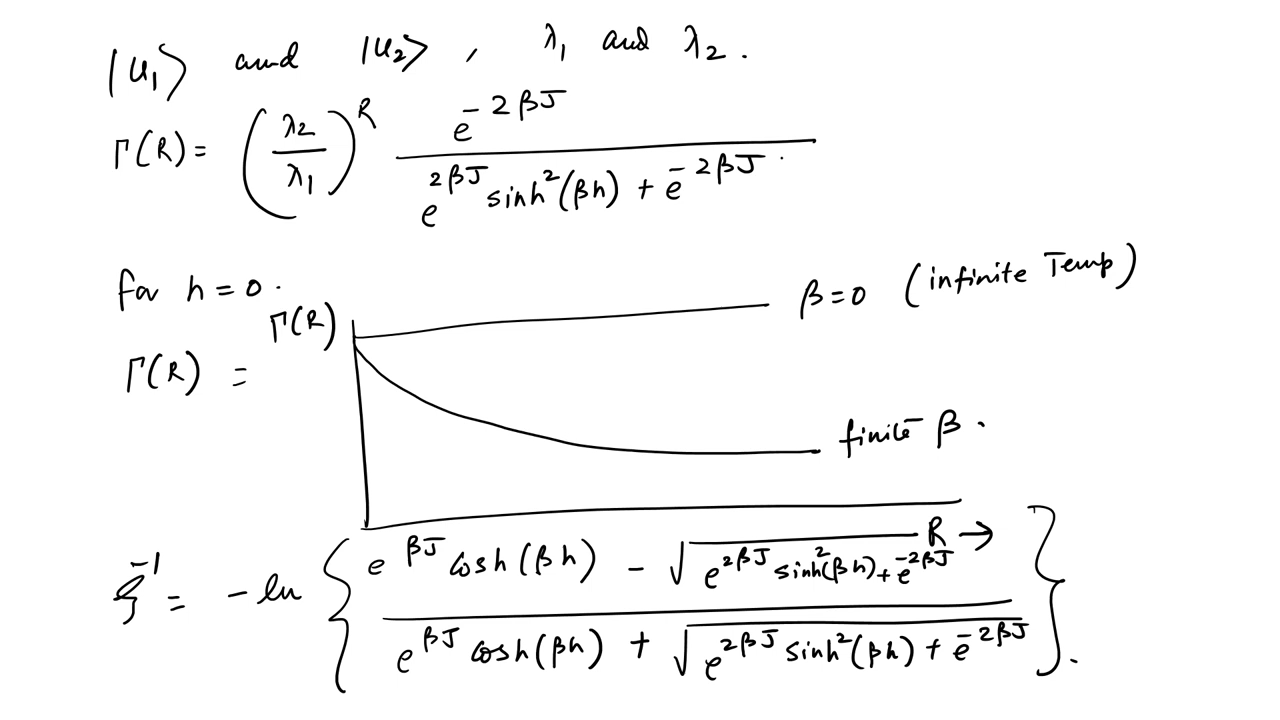 |u₁⟩ and |u₂⟩ , λ₁ and λ₂ .
Γ(R) = (λ₂/λ₁)^R e^{-2βJ} / (e^{2βJ} sinh²(βh) + e^{-2βJ}) .
for h = 0 .
Γ(R)
β = 0 (infinite Temp)
Γ(R) =
finite β .
R →
ξ^{-1} = - ln { (e^{βJ} cosh(βh) - √(e^{2βJ} sinh²(βh) + e^{-2βJ})) / (e^{βJ} cosh(βh) + √(e^{2βJ} sinh²(βh) + e^{-2βJ})) } .